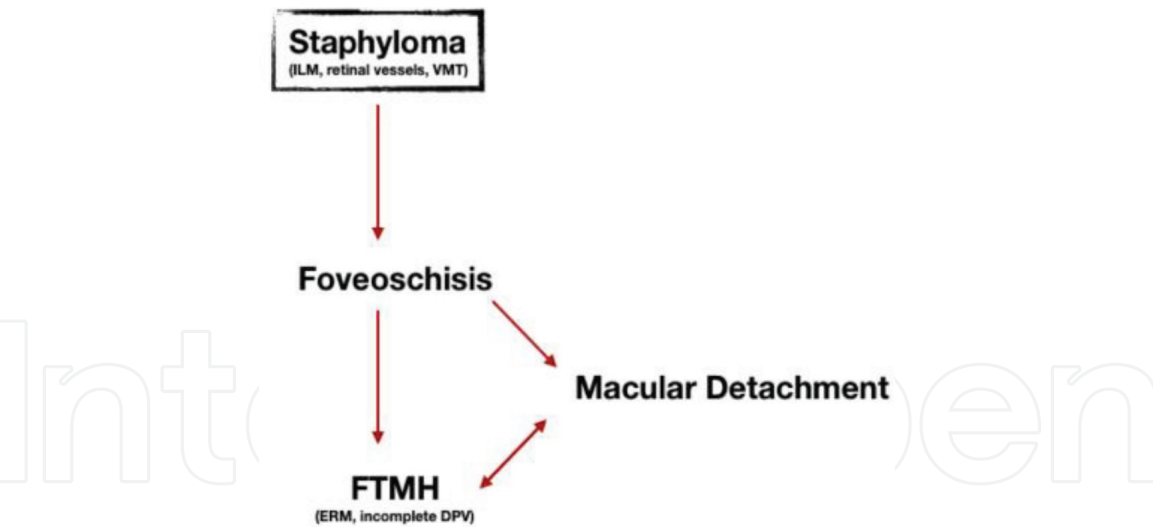 Staphyloma
(ILM, retinal vessels, VMT)
Foveoschisis
Macular Detachment
FTMH
(ERM, incomplete DPV)